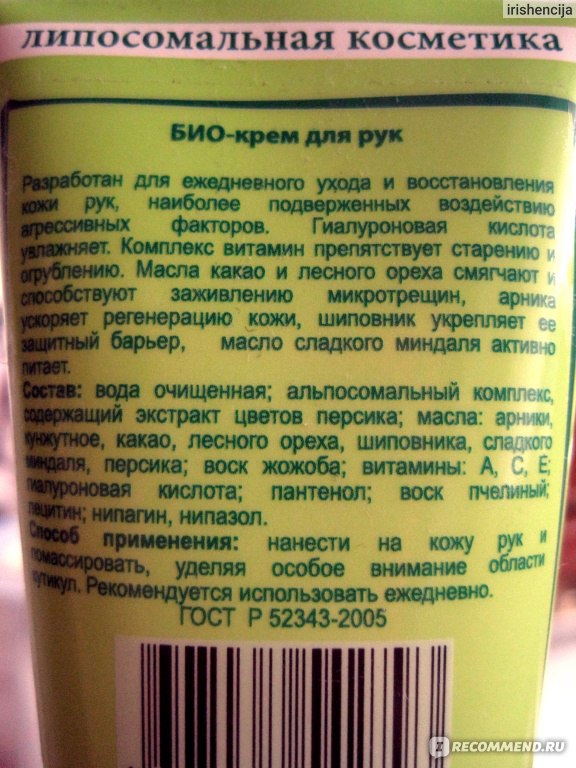 irishencija
липосомальная косметика
БИО-крем для рук
Разработан для ежедневного ухода и восстановления
кожи рук, наиболее подверженных воздействию
агрессивных факторов. Гиалуроновая кислота
увлажняет. Комплекс витамин препятствует старению и
огрублению. Масла какао и лесного ореха смягчают и
способствуют заживлению микротрещин, арника
ускоряет регенерацию кожи, шиповник укрепляет ее
защитный барьер, масло сладкого миндаля активно
питает.
Состав: вода очищенная; альпосомальный комплекс,
содержащий экстракт цветов персика; масла: арники,
кунжутное, какао, лесного ореха, шиповника, сладкого
миндаля, персика; воск жожоба; витамины: А, С, Е;
гиалуроновая кислота; пантенол; воск пчелиный;
лецитин; нипагин, нипазол.
Способ применения: нанести на кожу рук и
помассировать, уделяя особое внимание области
кутикул. Рекомендуется использовать ежедневно.
ГОСТ Р 52343-2005
RECOMMEND.RU